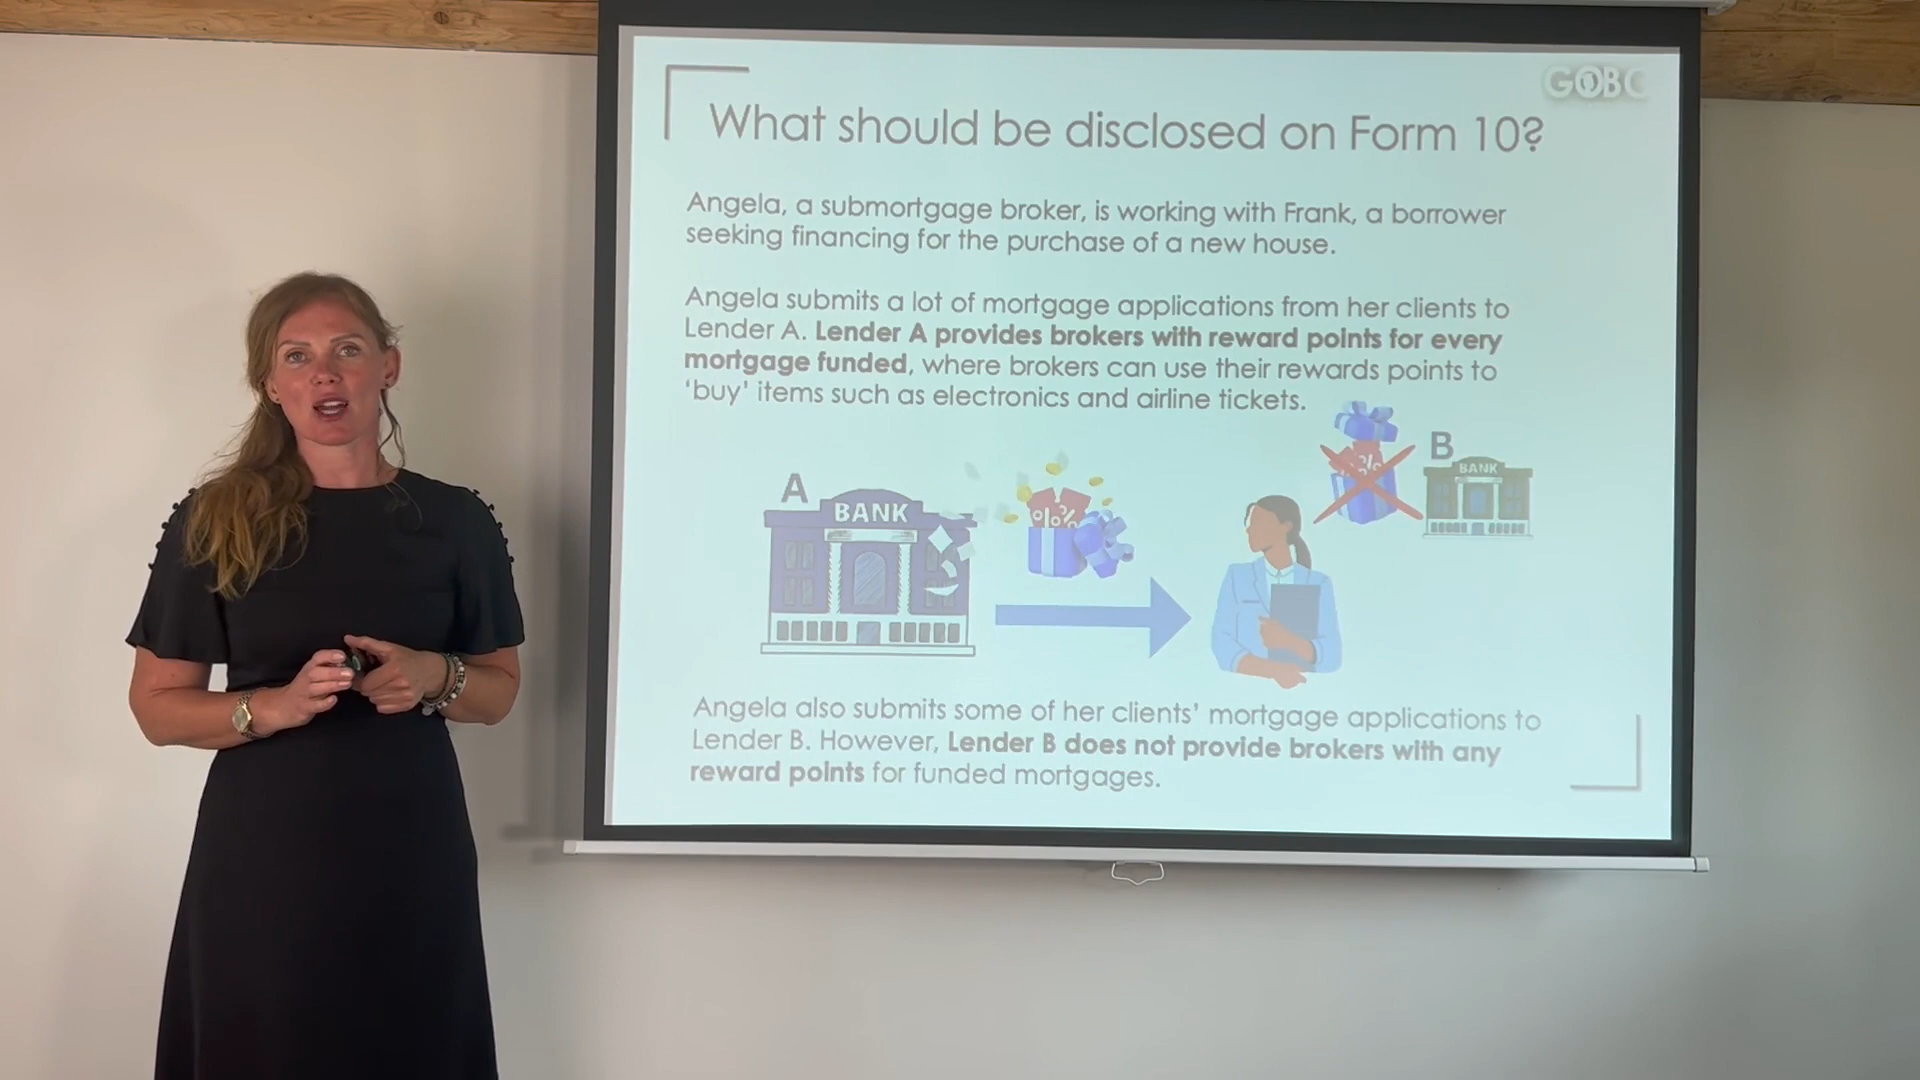 GOBC
What should be disclosed on Form 10?
Angela, a submortgage broker, is working with Frank, a borrower
seeking financing for the purchase of a new house.
Angela submits a lot of mortgage applications from her clients to
Lender A. Lender A provides brokers with reward points for every
mortgage funded, where brokers can use their rewards points to
‘buy’ items such as electronics and airline tickets.
A
BANK
%%
B
BANK
%
Angela also submits some of her clients’ mortgage applications to
Lender B. However, Lender B does not provide brokers with any
reward points for funded mortgages.